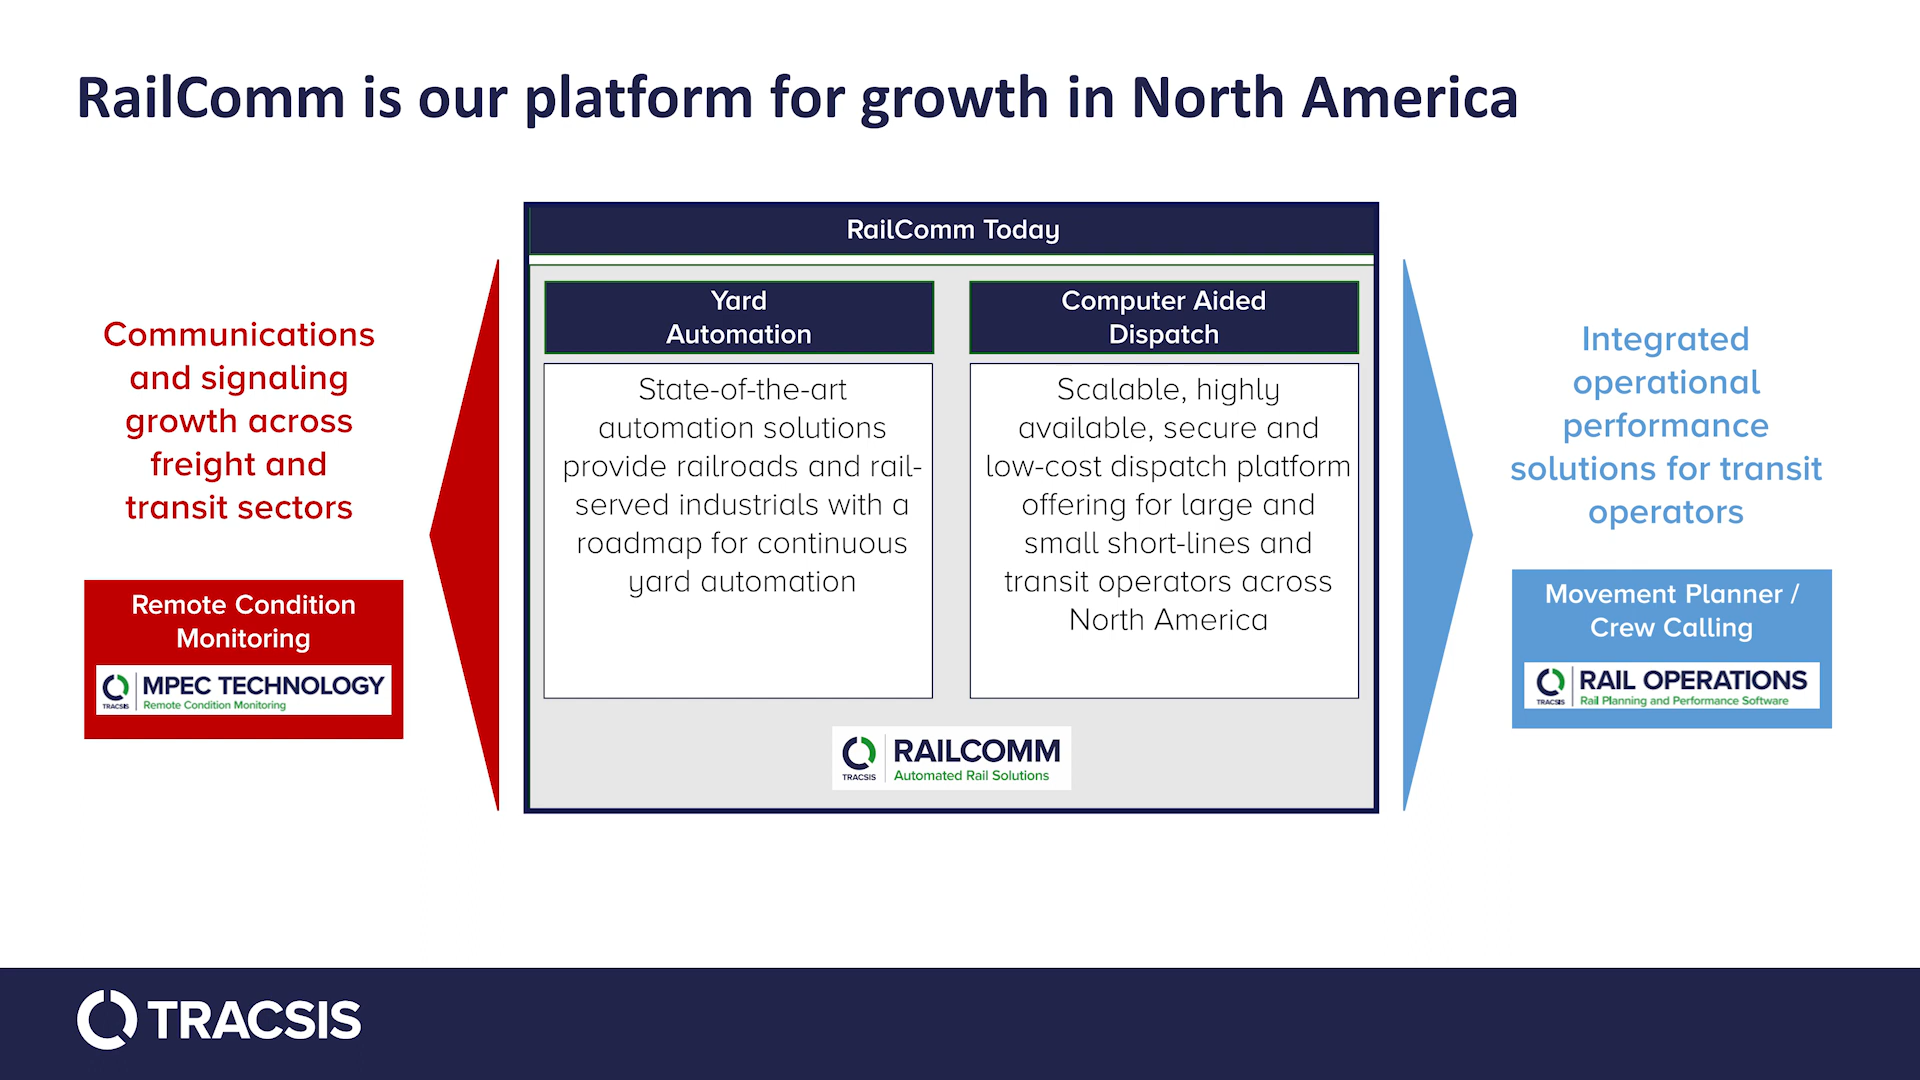 RailComm is our platform for growth in North America
Communications
and signaling
growth across
freight and
transit sectors
Remote Condition
Monitoring
TRACSIS
MPEC TECHNOLOGY
Remote Condition Monitoring
RailComm Today
Yard
Automation
State-of-the-art
automation solutions
provide railroads and rail-
served industrials with a
roadmap for continuous
yard automation
Computer Aided
Dispatch
Scalable, highly
available, secure and
low-cost dispatch platform
offering for large and
small short-lines and
transit operators across
North America
TRACSIS
RAILCOMM
Automated Rail Solutions
Integrated
operational
performance
solutions for transit
operators
Movement Planner /
Crew Calling
TRACSIS
RAIL OPERATIONS
Rail Planning and Performance Software
TRACSIS